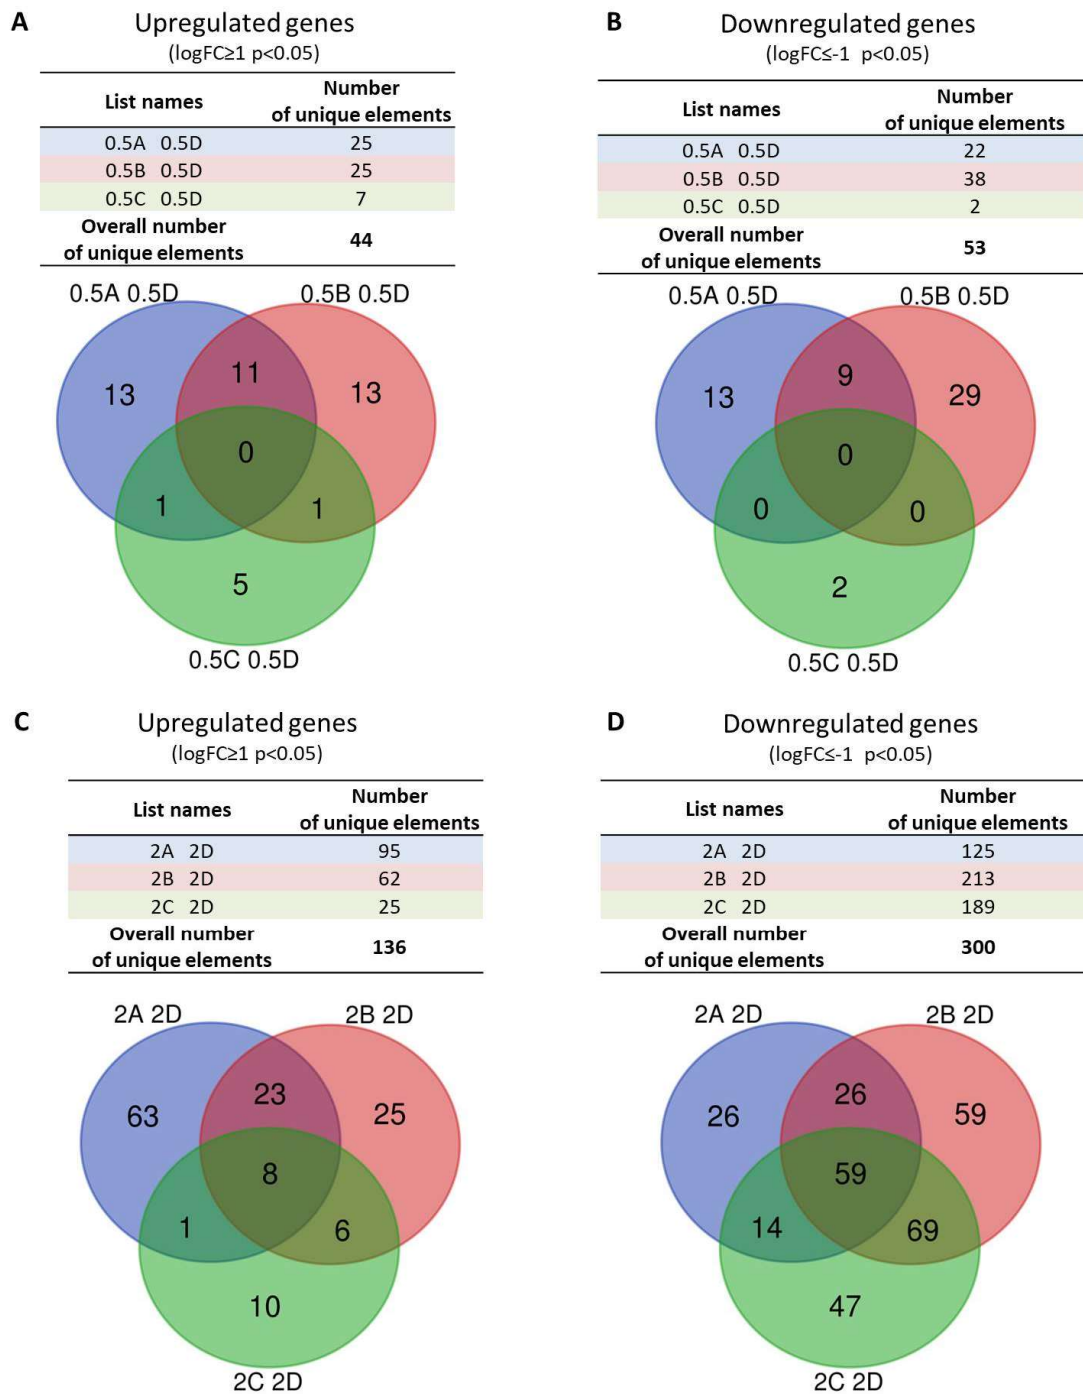 A
Upregulated genes
(logFC≥1 p<0.05)
List names
Number
of unique elements
0.5A 0.5D 25
0.5B 0.5D 25
0.5C 0.5D 7
Overall number
of unique elements
44
0.5A 0.5D
0.5B 0.5D
13
11
13
0
1
1
5
0.5C 0.5D
B
Downregulated genes
(logFC≤-1 p<0.05)
List names
Number
of unique elements
0.5A 0.5D 22
0.5B 0.5D 38
0.5C 0.5D 2
Overall number
of unique elements
53
0.5A 0.5D
0.5B 0.5D
13
9
29
0
0
0
2
0.5C 0.5D
C
Upregulated genes
(logFC≥1 p<0.05)
List names
Number
of unique elements
2A 2D 95
2B 2D 62
2C 2D 25
Overall number
of unique elements
136
2A 2D
2B 2D
63
23
25
8
1
6
10
2C 2D
D
Downregulated genes
(logFC≤-1 p<0.05)
List names
Number
of unique elements
2A 2D 125
2B 2D 213
2C 2D 189
Overall number
of unique elements
300
2A 2D
2B 2D
26
26
59
59
14
69
47
2C 2D